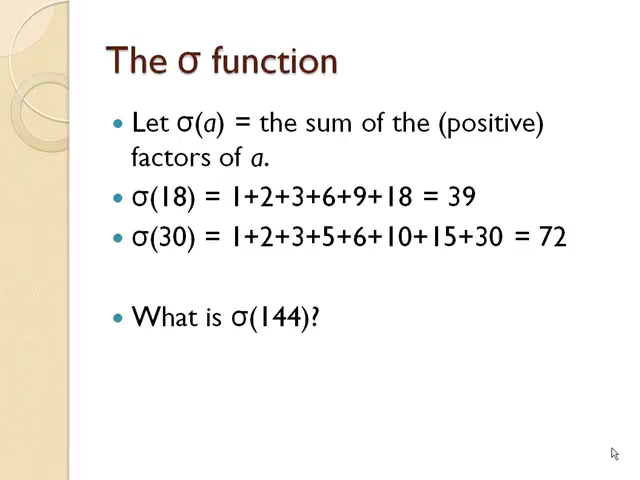 The σ function
Let σ(a) = the sum of the (positive)
factors of a.
σ(18) = 1+2+3+6+9+18 = 39
σ(30) = 1+2+3+5+6+10+15+30 = 72
What is σ(144)?